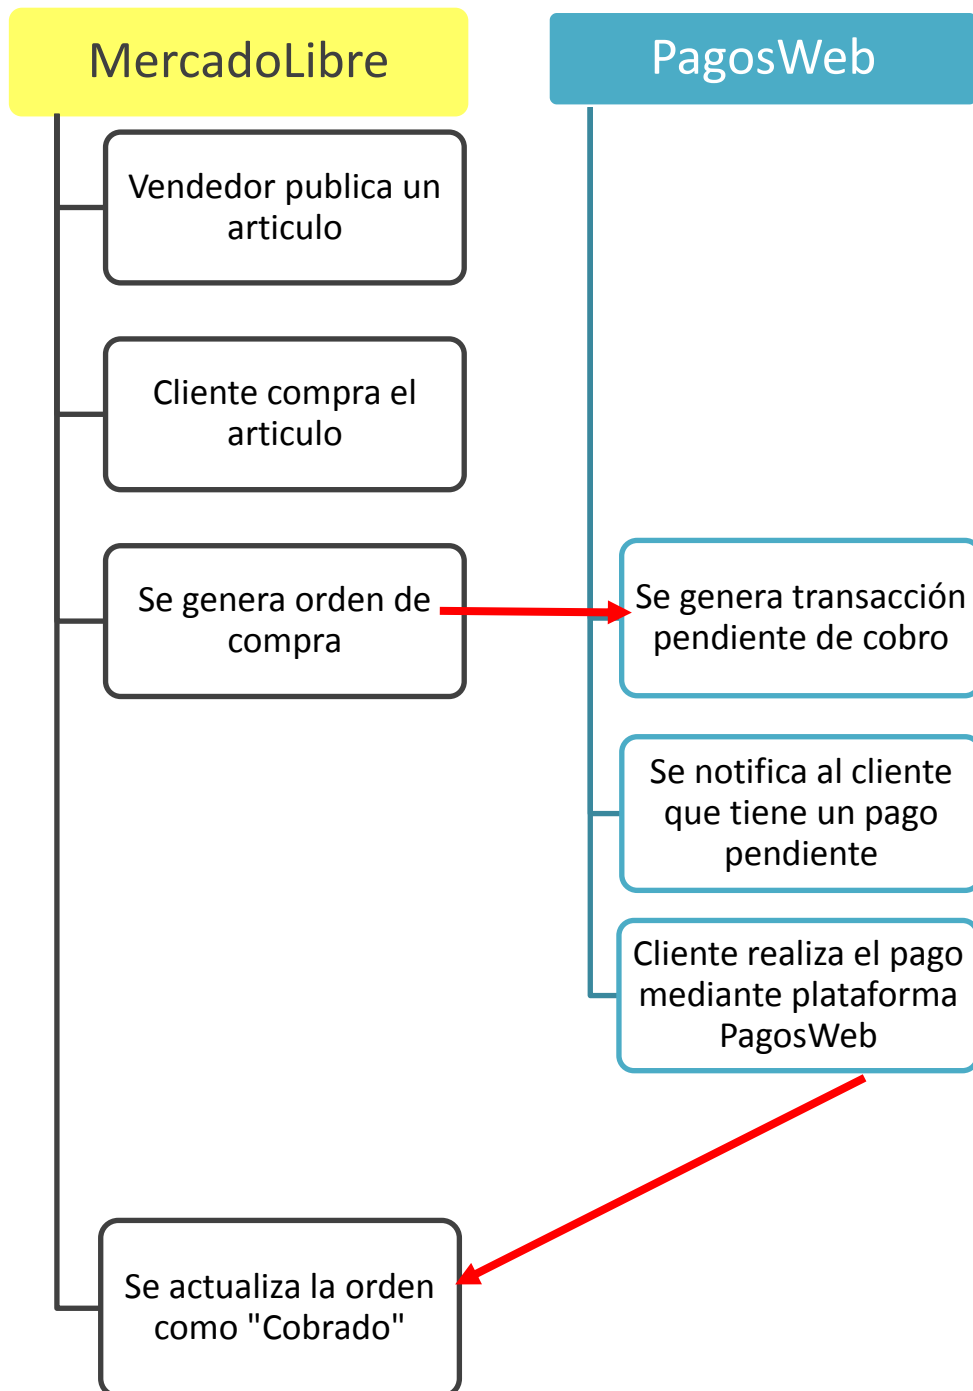 MercadoLibre
Vendedor publica un
articulo
Cliente compra el
articulo
Se genera orden de
compra
PagosWeb
Se genera transacción
pendiente de cobro
Se notifica al cliente
que tiene un pago
pendiente
Cliente realiza el pago
mediante plataforma
PagosWeb
Se actualiza la orden
como "Cobrado"